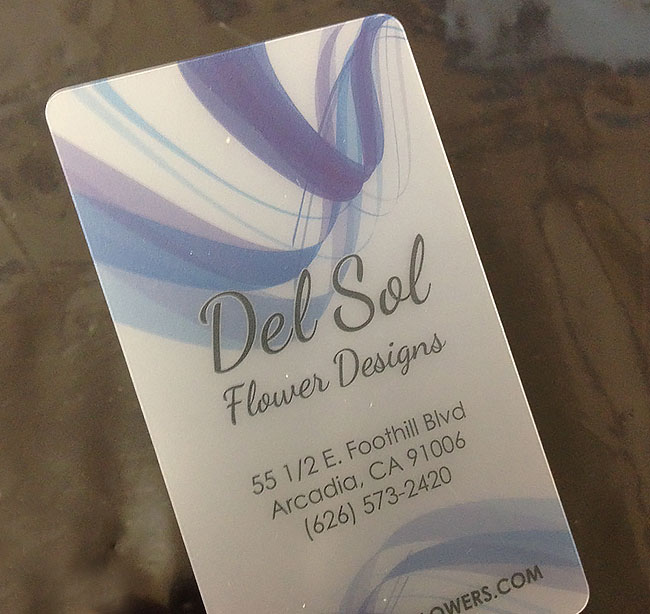 Del Sol
Flower Designs
55 1/2 E. Foothill Blvd
Arcadia, CA 91006
(626) 573-2420